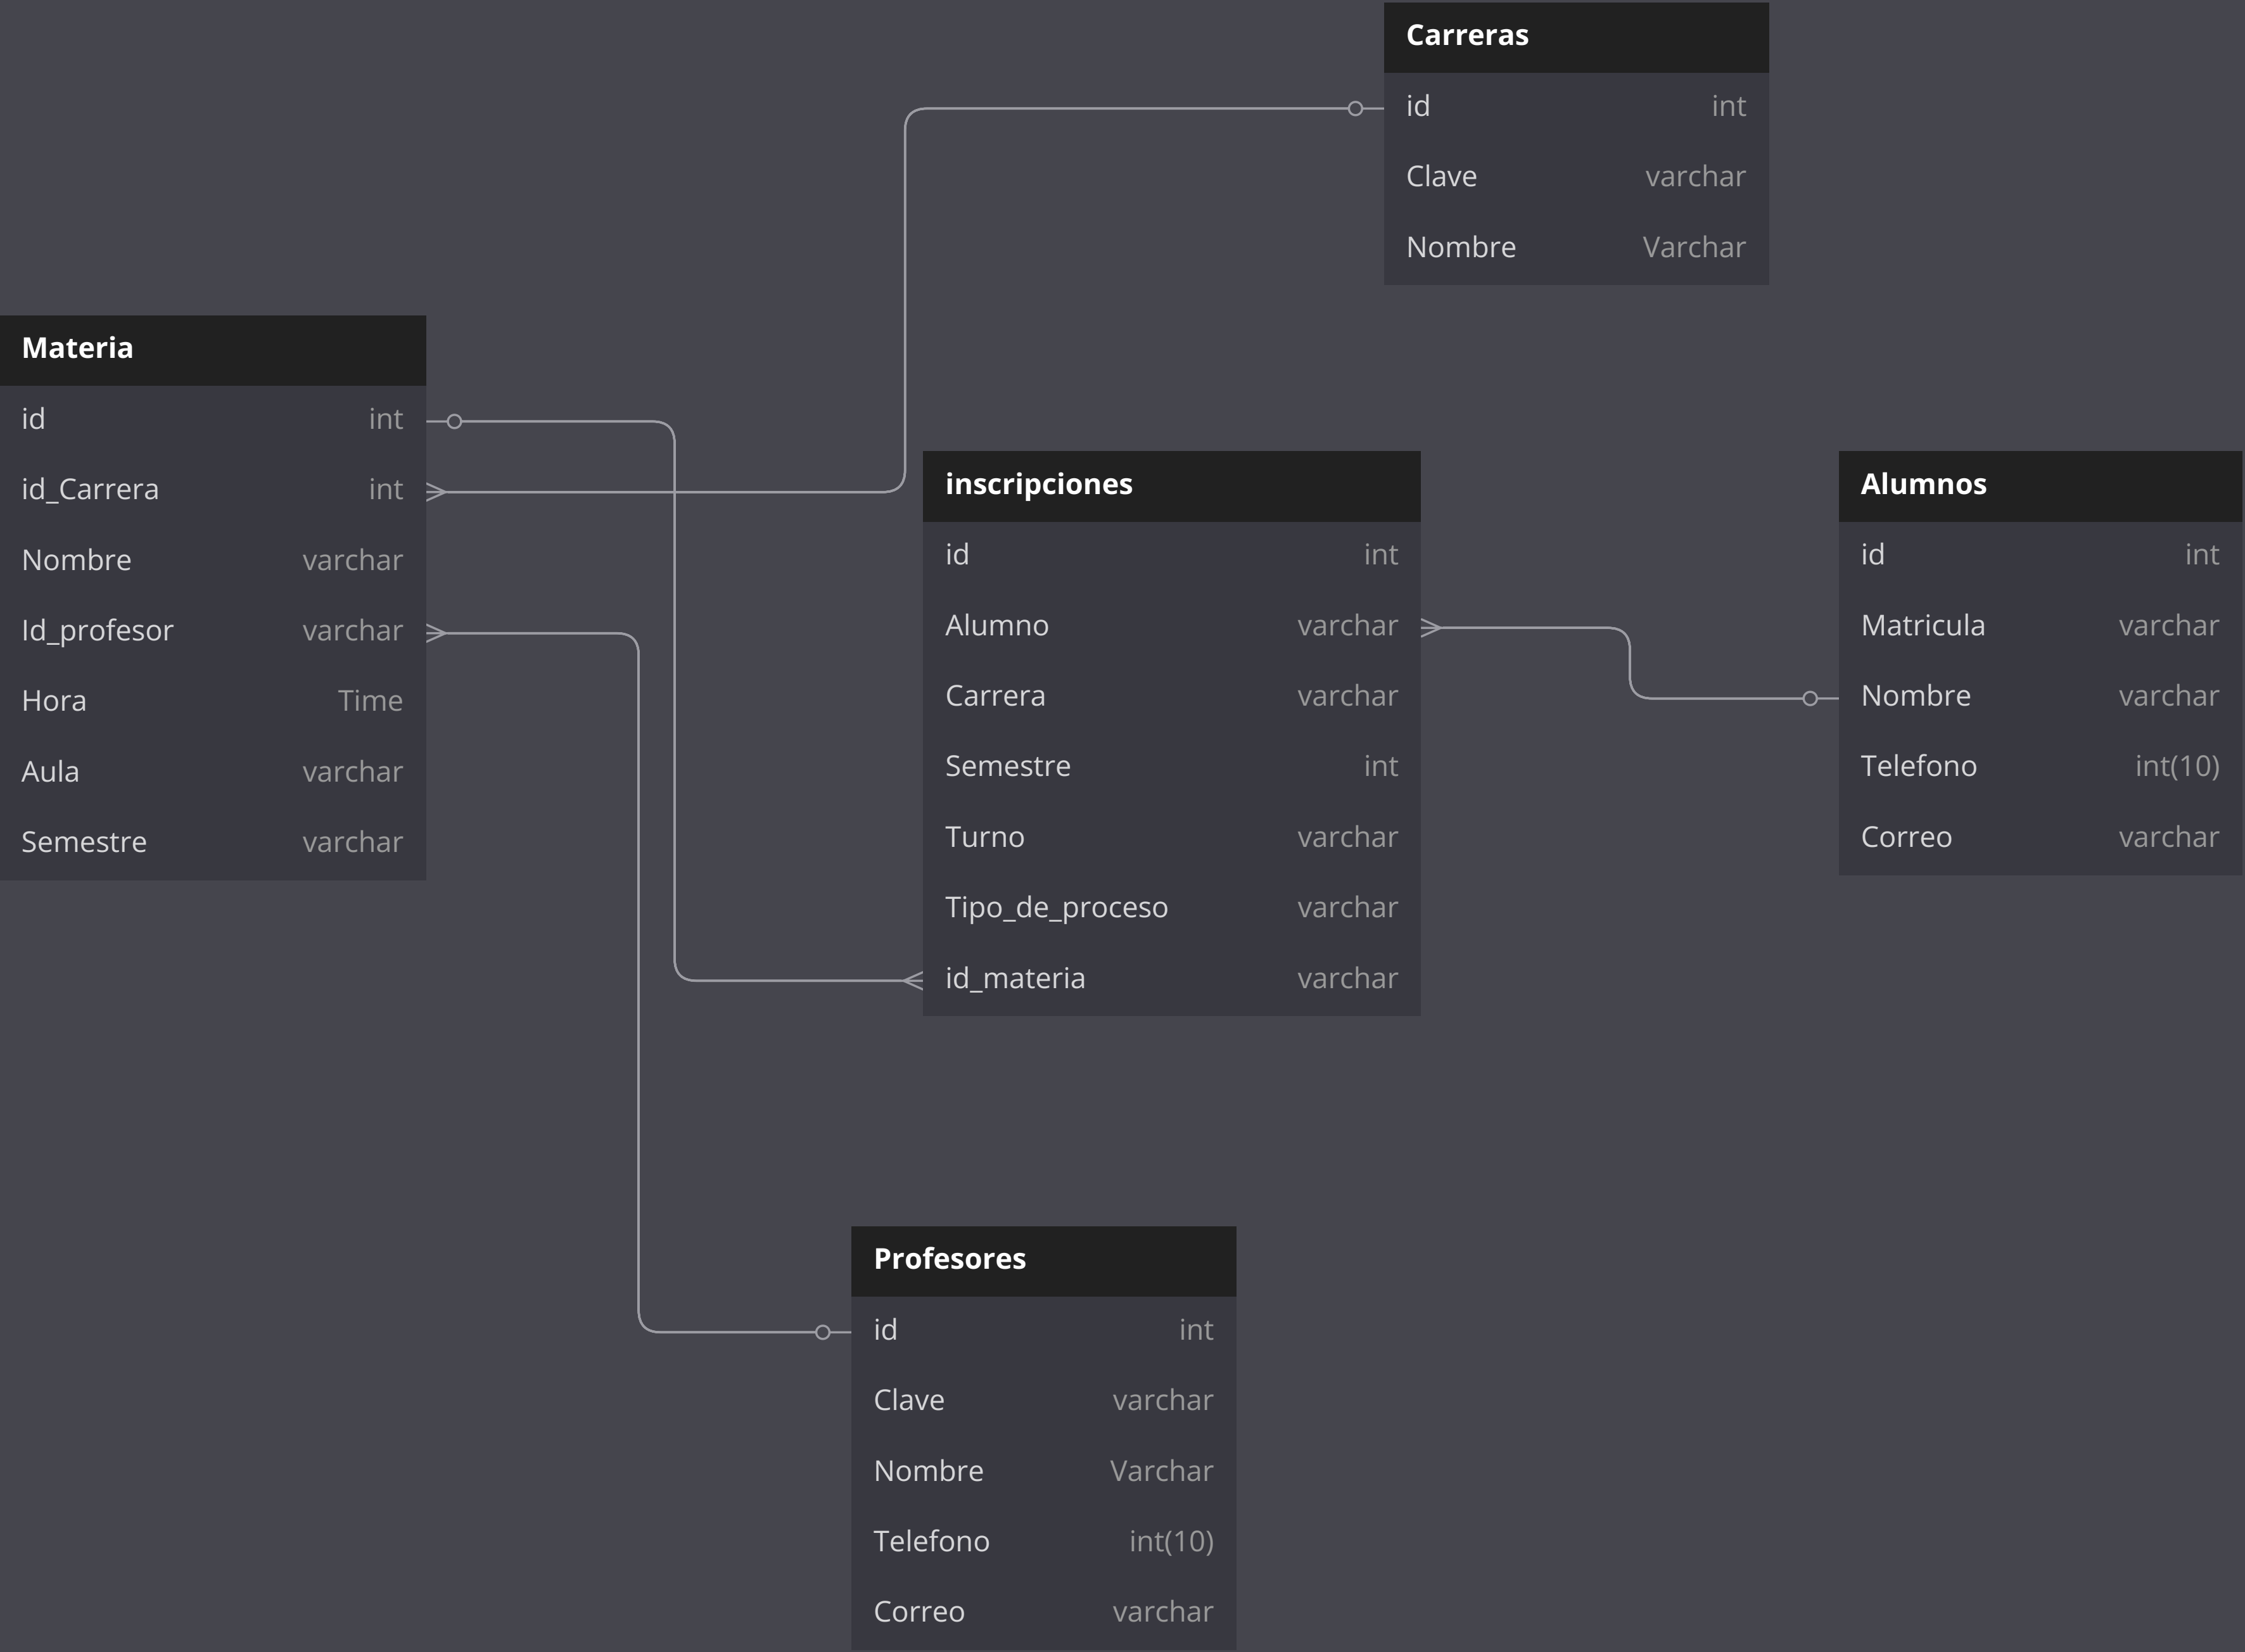 Carreras
id int
Clave varchar
Nombre Varchar
Materia
id int
id_Carrera int
Nombre varchar
Id_profesor varchar
Hora Time
Aula varchar
Semestre varchar
inscripciones
id int
Alumno varchar
Carrera varchar
Semestre int
Turno varchar
Tipo_de_proceso varchar
id_materia varchar
Alumnos
id int
Matricula varchar
Nombre varchar
Telefono int(10)
Correo varchar
Profesores
id int
Clave varchar
Nombre Varchar
Telefono int(10)
Correo varchar